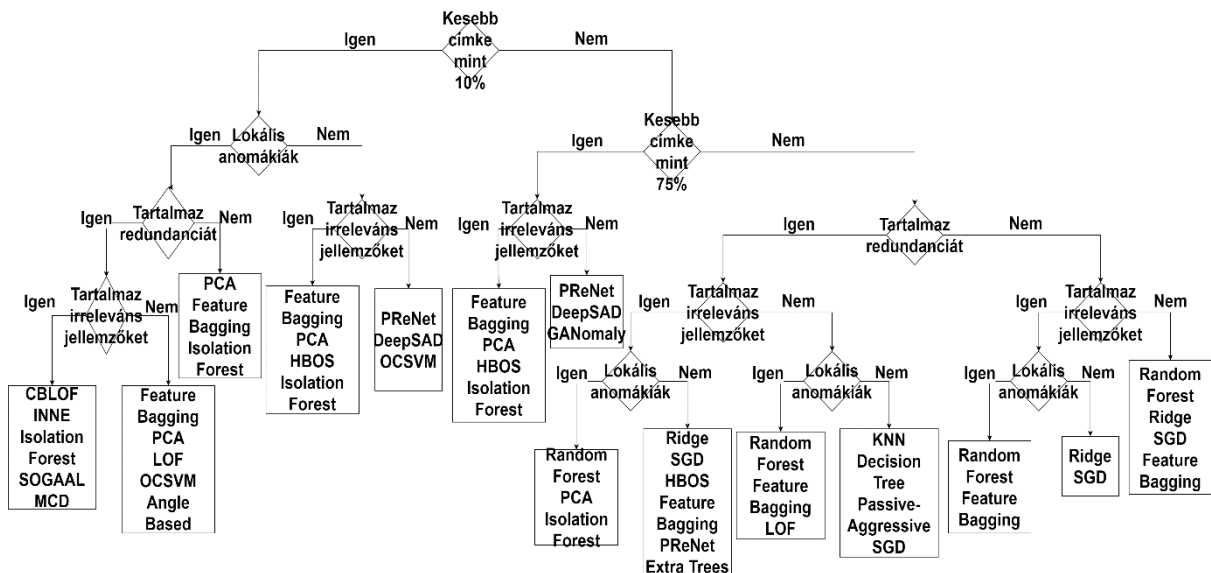 Kesebb
címke
mint
10%
Igen
Nem
Lokális
anomákiák
Igen
Nem
Kesebb
címke
mint
75%
Igen
Nem
Tartalmaz
redundanciát
Igen
Nem
Tartalmaz
irreleváns
jellemzőket
Igen
Nem
Tartalmaz
irreleváns
jellemzőket
Igen
Nem
Tartalmaz
redundanciát
Igen
Nem
Tartalmaz
irreleváns
jellemzőket
Igen
Nem
PCA
Feature
Bagging
Isolation
Forest
Feature
Bagging
PCA
HBOS
Isolation
Forest
PReNet
DeepSAD
OCSVM
Feature
Bagging
PCA
HBOS
Isolation
Forest
PReNet
DeepSAD
GANomaly
Tartalmaz
irreleváns
jellemzőket
Igen
Nem
Tartalmaz
irreleváns
jellemzőket
Igen
Nem
CBLOF
INNE
Isolation
Forest
SOGAAL
MCD
Feature
Bagging
PCA
LOF
OCSVM
Angle
Based
Lokális
anomákiák
Igen
Nem
Lokális
anomákiák
Igen
Nem
Lokális
anomákiák
Igen
Nem
Random
Forest
Ridge
SGD
Feature
Bagging
Random
Forest
PCA
Isolation
Forest
Ridge
SGD
HBOS
Feature
Bagging
PReNet
Extra Trees
Random
Forest
Feature
Bagging
LOF
KNN
Decision
Tree
Passive-
Aggressive
SGD
Random
Forest
Feature
Bagging
Ridge
SGD